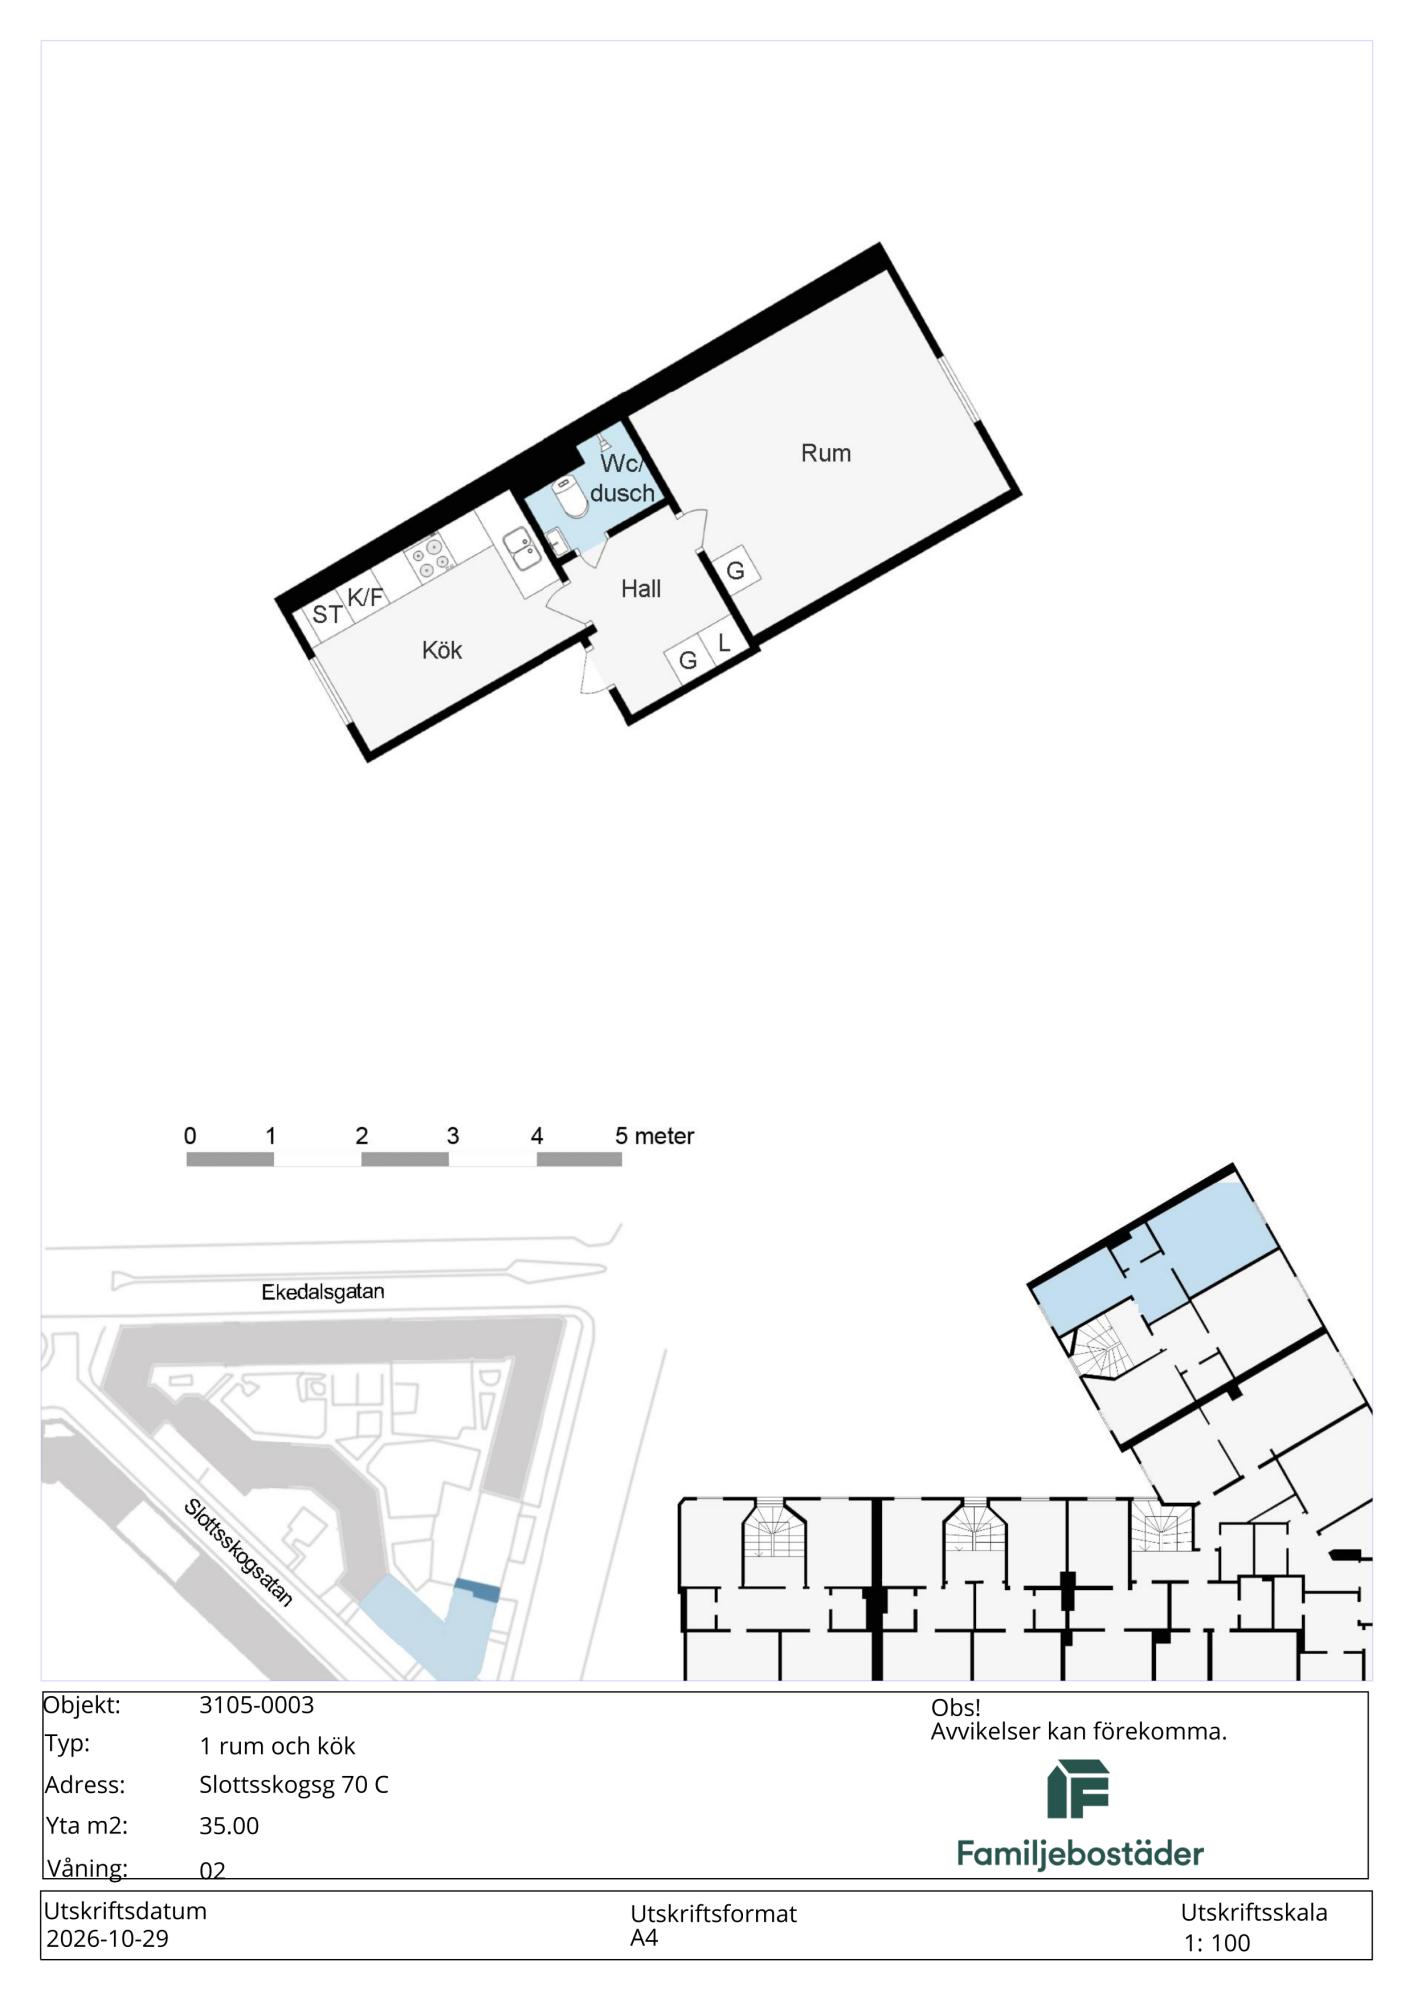 Rum
Wc/
dusch
G
Hall
K/F
ST
Kök
L
G
0 1 2 3 4 5 meter
Ekedalsgatan
Slottsskogsatan
Objekt: 3105-0003
Typ: 1 rum och kök
Adress: Slottsskogsg 70 C
Yta m2: 35.00
Våning: 02
Obs!
Avvikelser kan förekomma.
F
Familjebostäder
Utskriftsdatum
2026-10-29
Utskriftsformat
A4
Utskriftsskala
1: 100